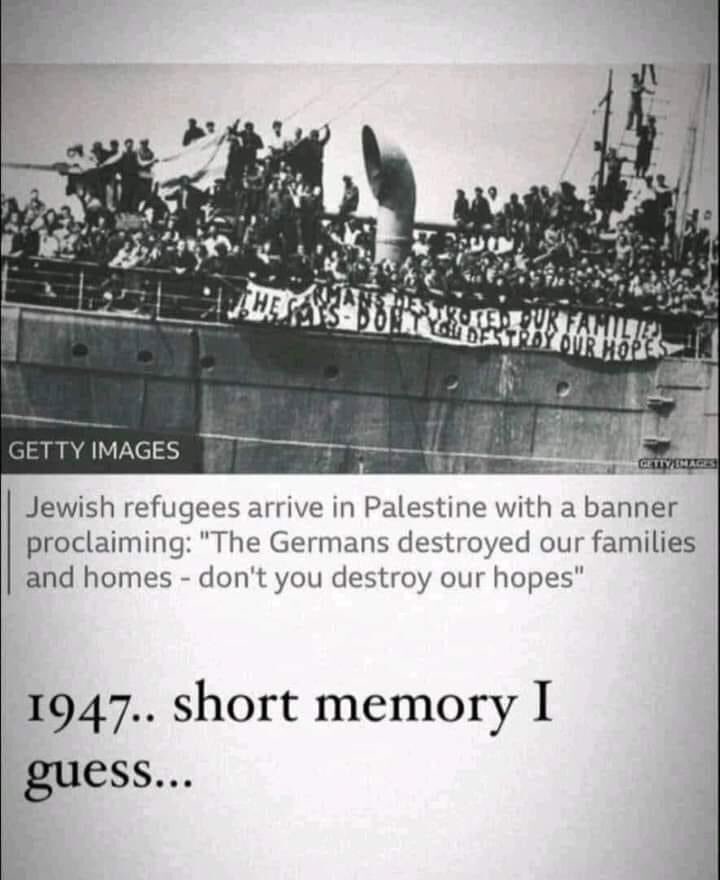 THE GERMANS DESTROYED OUR FAMILIES
& HOMES - DON'T YOU DESTROY OUR HOPES
GETTY IMAGES
GETTY IMAGES
Jewish refugees arrive in Palestine with a banner
proclaiming: "The Germans destroyed our families
and homes - don't you destroy our hopes"
1947.. short memory I
guess...